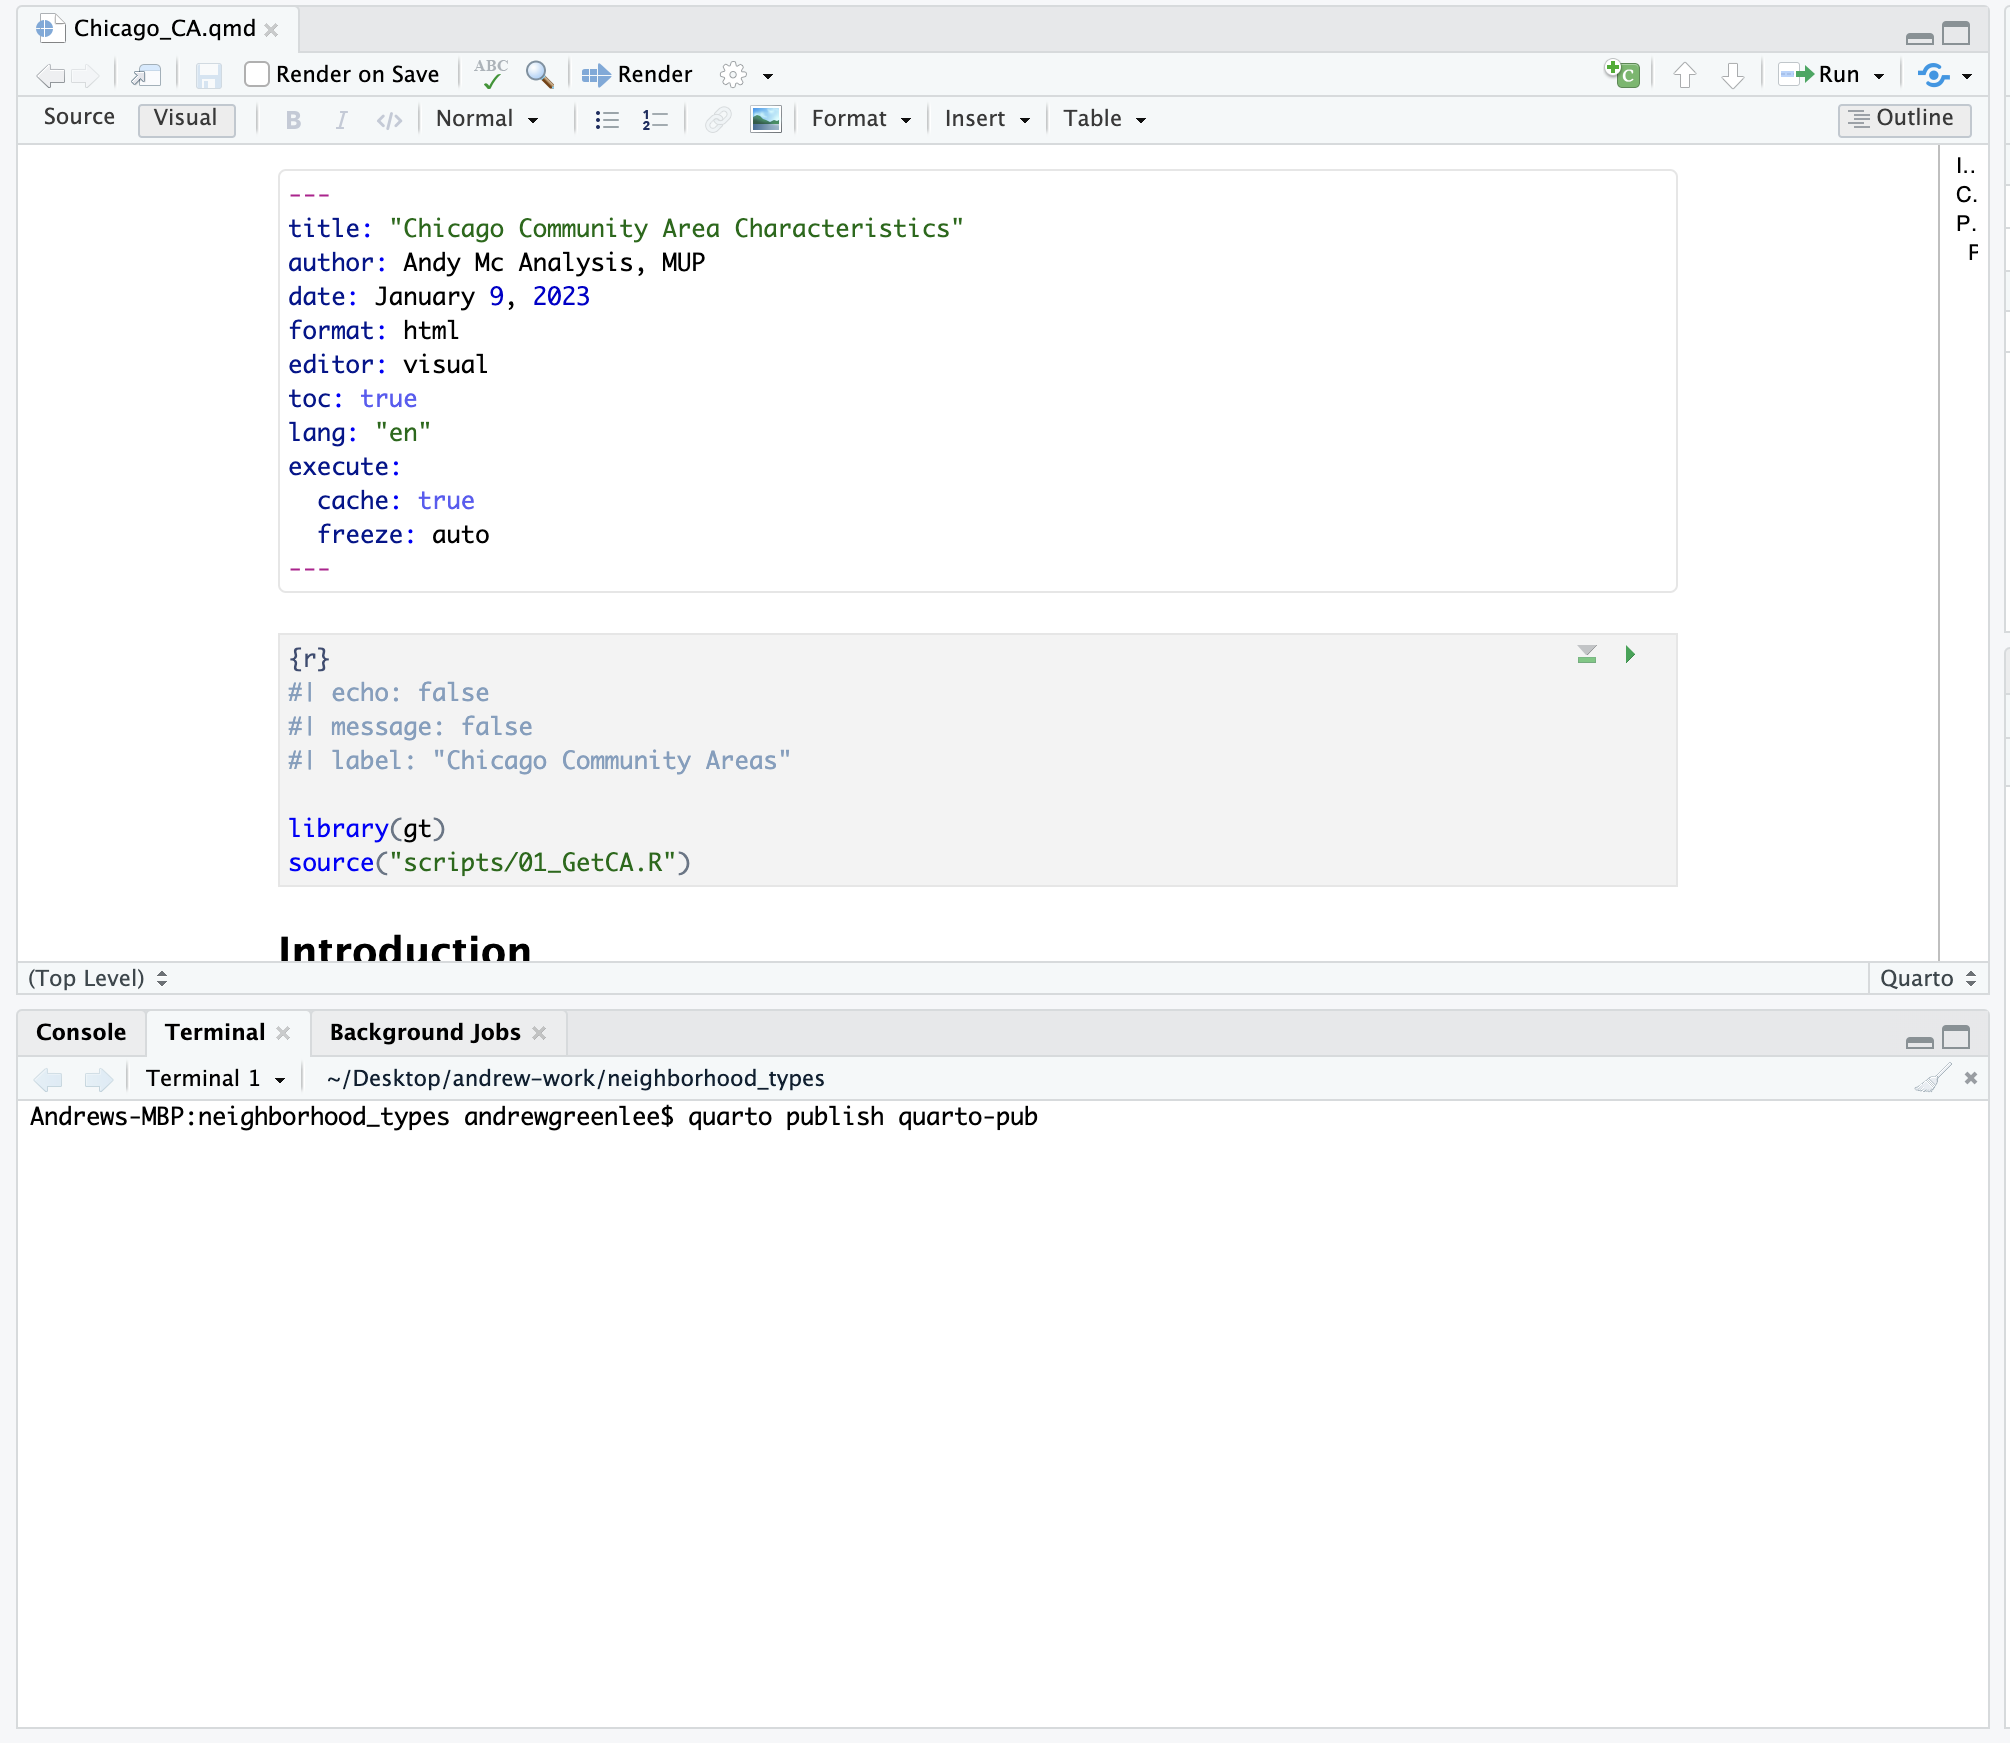 Chicago_CA.qmd
Render on Save ABC Render Run
Source Visual B I </> Normal Format Insert Table Outline
I..
C.
P.
F
---
title: "Chicago Community Area Characteristics"
author: Andy Mc Analysis, MUP
date: January 9, 2023
format: html
editor: visual
toc: true
lang: "en"
execute:
  cache: true
  freeze: auto
---
{r}
#| echo: false
#| message: false
#| label: "Chicago Community Areas"
library(gt)
source("scripts/01_GetCA.R")
Introduction
(Top Level) Quarto
Console Terminal Background Jobs
Terminal 1 ~/Desktop/andrew-work/neighborhood_types
Andrews-MBP:neighborhood_types andrewgreenlee$ quarto publish quarto-pub